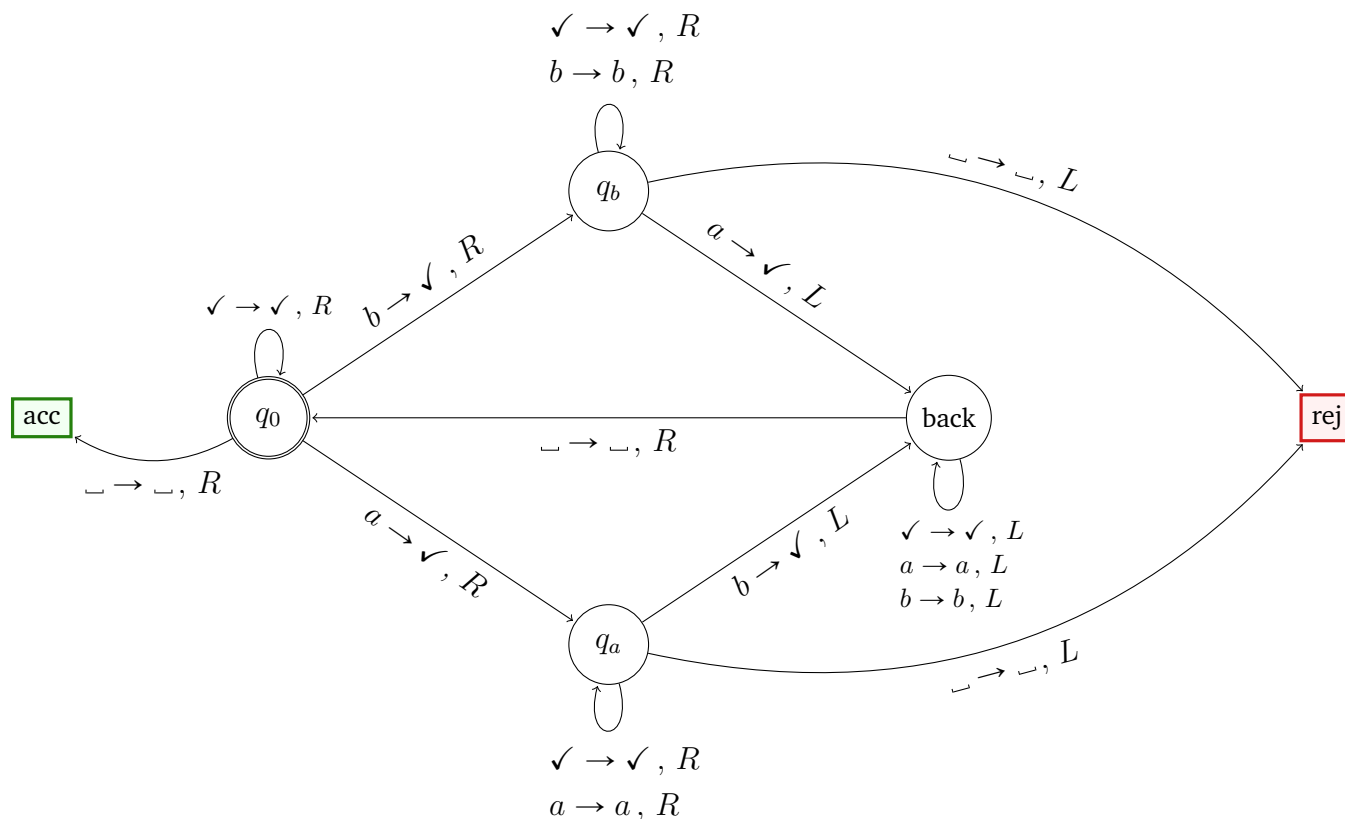 ✓ → ✓ , R
b → b , R
q_b
␣ → ␣, L
a → ✓, L
b → ✓, R
✓ → ✓ , R
acc
q_0
back
rej
␣ → ␣, R
␣ → ␣, R
a → ✓, R
b → ✓, L
✓ → ✓ , L
a → a , L
b → b , L
q_a
␣ → ␣, L
✓ → ✓ , R
a → a , R